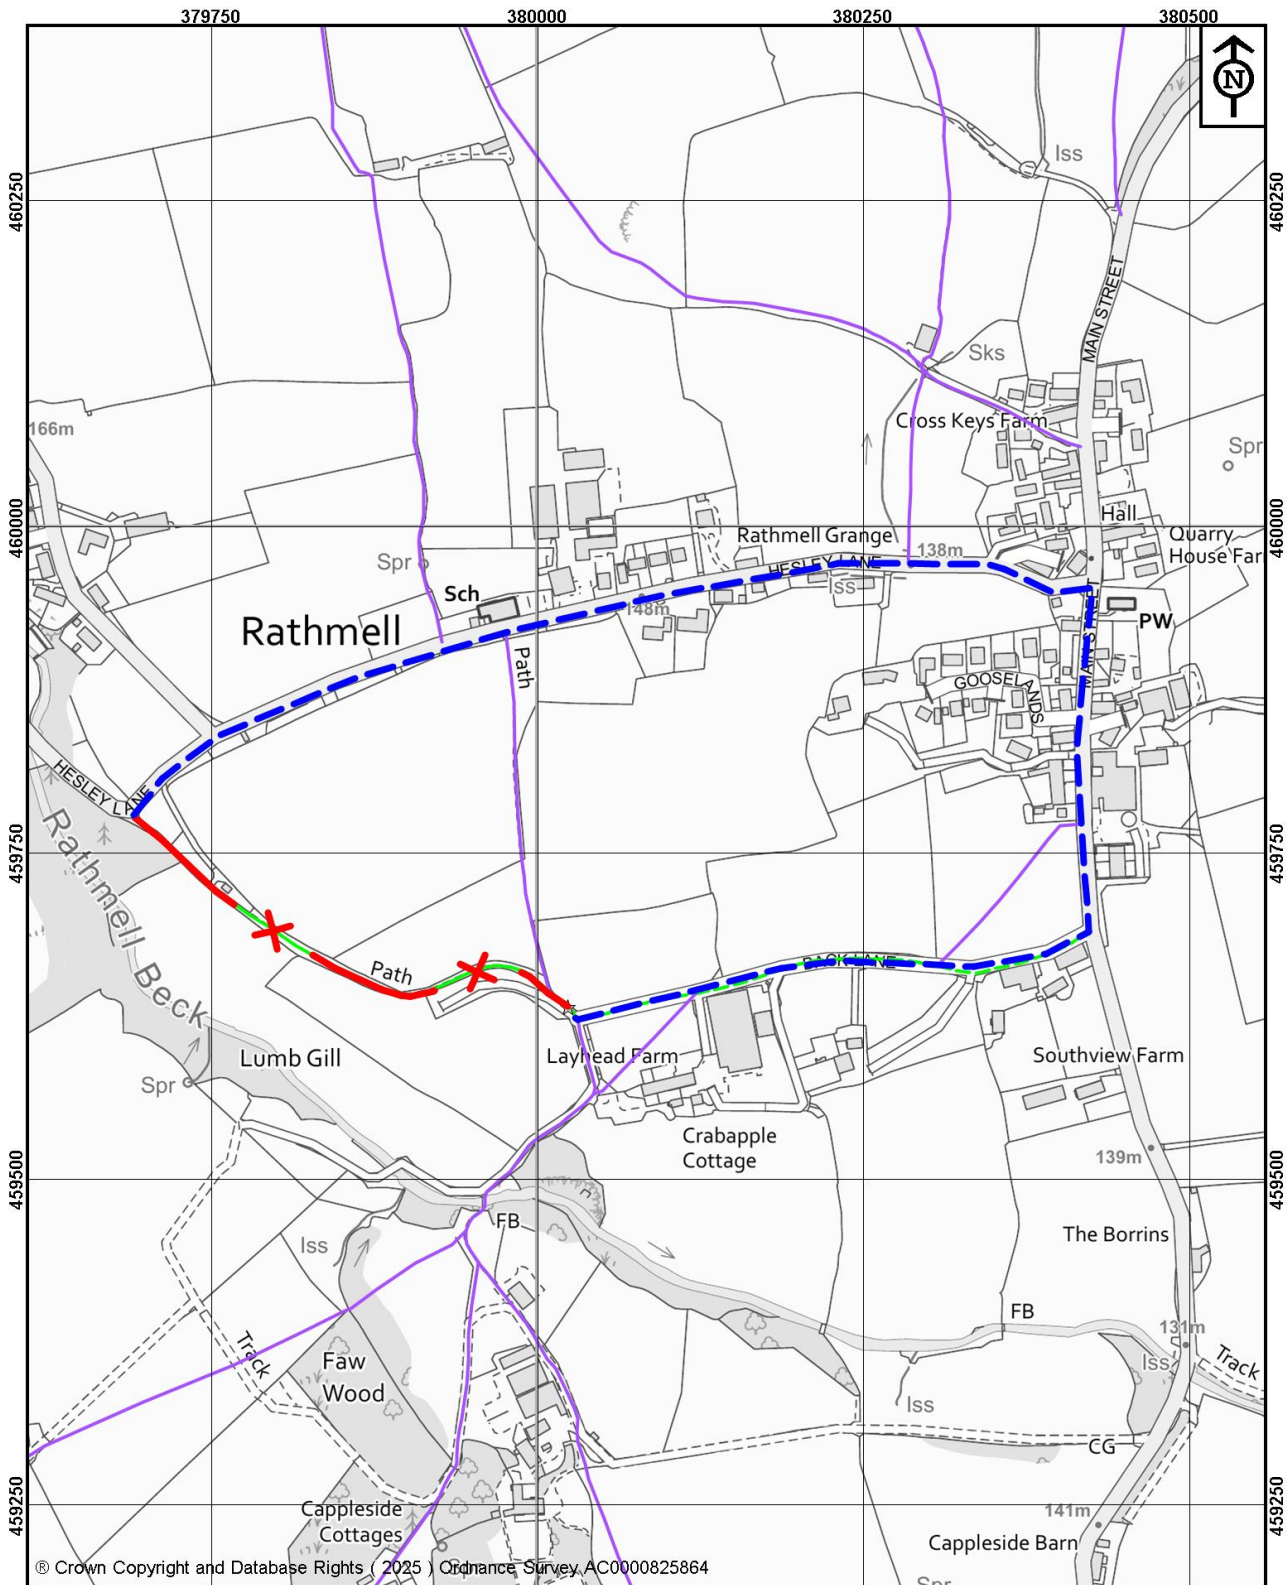 379750
380000
380250
380500
N
Iss
460250
460250
MAIN STREET
Sks
166m
Cross Keys Farm
Spr
460000
460000
Hall
Rathmell Grange
138m
Quarry
House Far
HESLEY LANE
Spr
Iss
Sch
148m
PW
Rathmell
MAIN STREET
Path
GOOSELANDS
HESLEY LANE
459750
459750
Rathmell Beck
Path
BACK LANE
Lumb Gill
Layhead Farm
Southview Farm
Spr
Crabapple
Cottage
139m
459500
459500
FB
The Borrins
Iss
FB
131m
Track
Iss
Track
Faw
Wood
Iss
CG
459250
459250
Cappleside
Cottages
141m
Cappleside Barn
® Crown Copyright and Database Rights ( 2025 ) Ordnance Survey AC0000825864
Spr